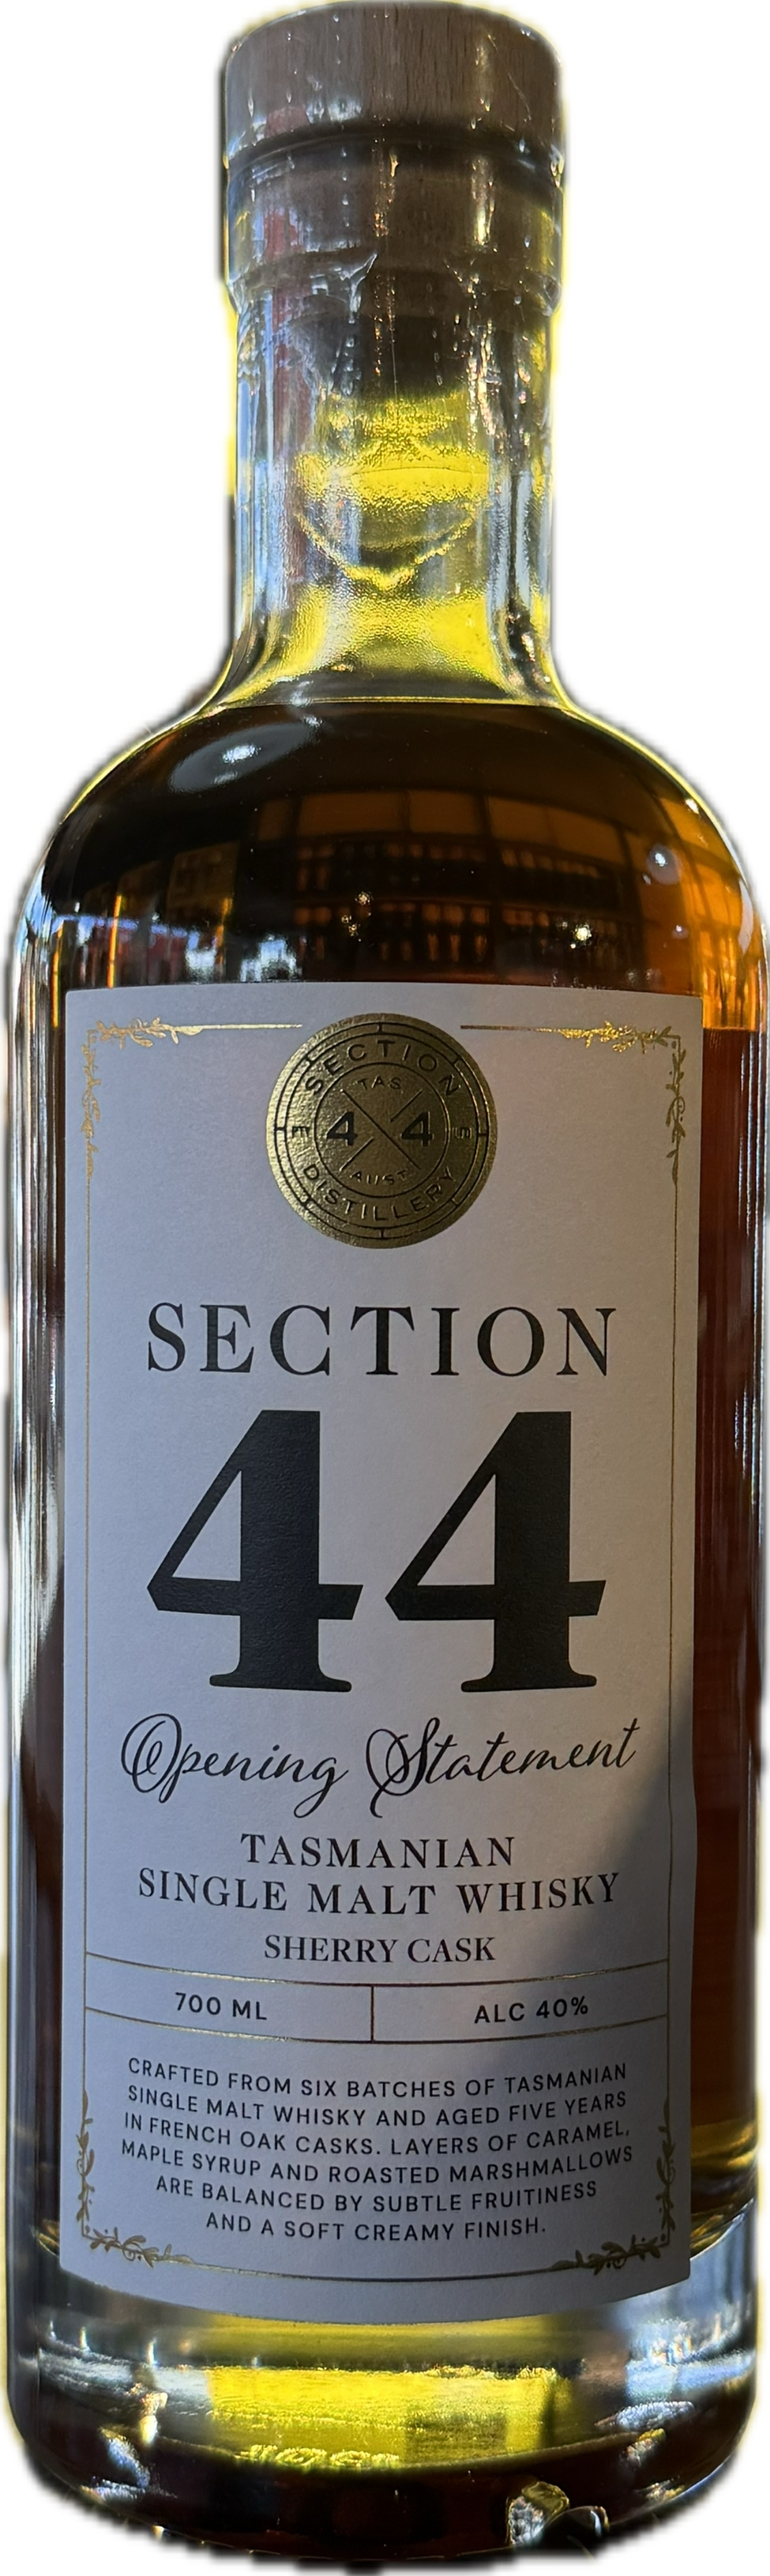 SECTION
TAS
4 4
AUST
DISTILLERY
SECTION
44
Opening Statement
TASMANIAN
SINGLE MALT WHISKY
SHERRY CASK
700 ML
ALC 40%
CRAFTED FROM SIX BATCHES OF TASMANIAN
SINGLE MALT WHISKY AND AGED FIVE YEARS
IN FRENCH OAK CASKS. LAYERS OF CARAMEL,
MAPLE SYRUP AND ROASTED MARSHMALLOWS
ARE BALANCED BY SUBTLE FRUITINESS
AND A SOFT CREAMY FINISH.